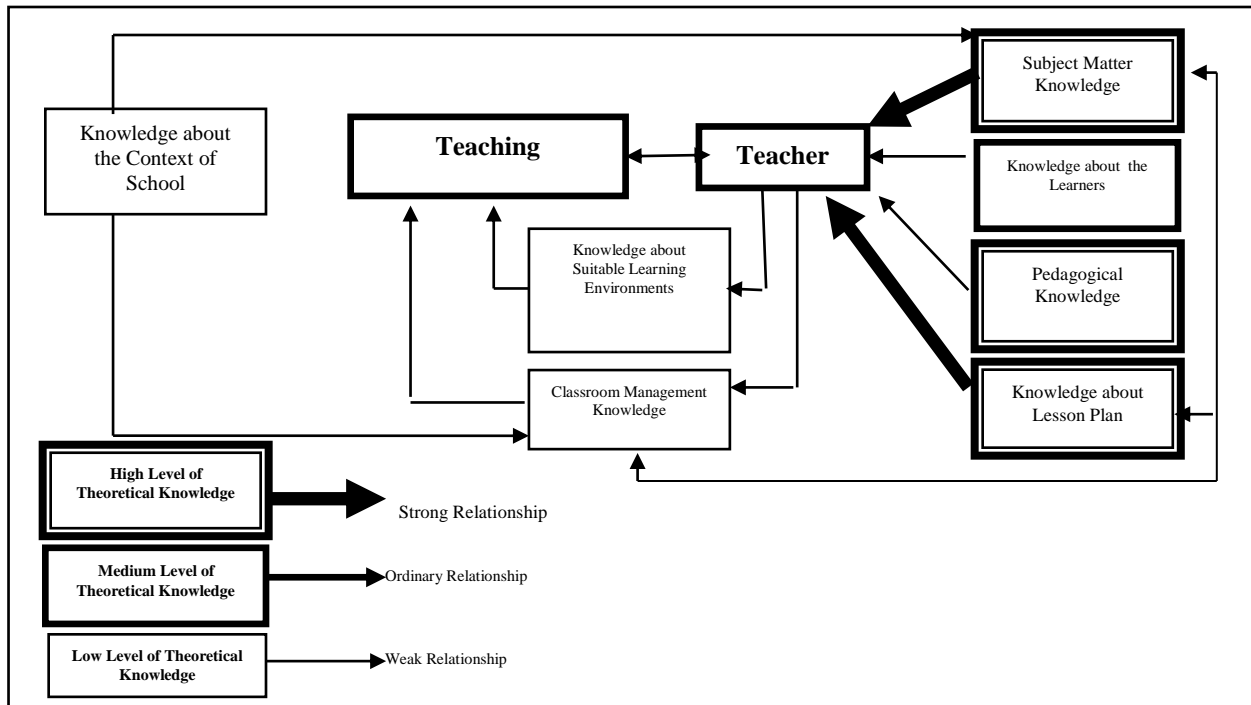 Knowledge about
the Context of
School
Teaching
Teacher
Subject Matter
Knowledge
Knowledge about the
Learners
Pedagogical
Knowledge
Knowledge about
Lesson Plan
Knowledge about
Suitable Learning
Environments
Classroom Management
Knowledge
High Level of
Theoretical Knowledge
Strong Relationship
Medium Level of
Theoretical Knowledge
Ordinary Relationship
Low Level of Theoretical
Knowledge
Weak Relationship